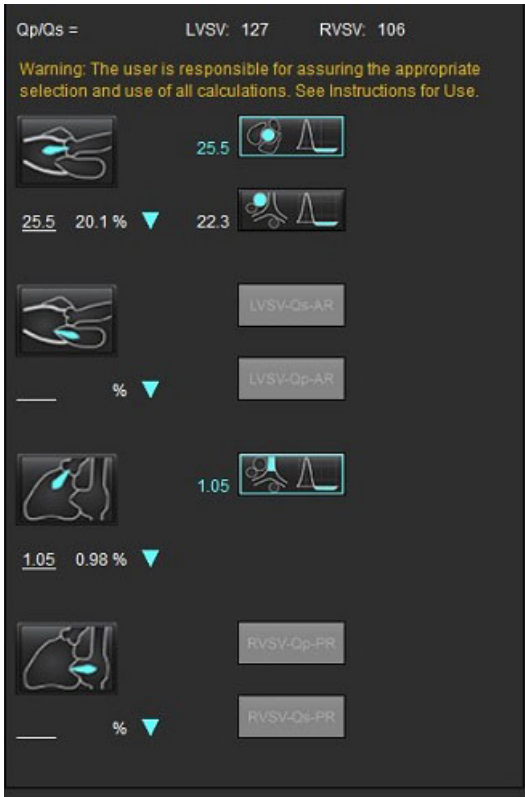 Qp/Qs = LVSV: 127 RVSV: 106
Warning: The user is responsible for assuring the appropriate
selection and use of all calculations. See Instructions for Use.
25.5
25.5 20.1 % 22.3
LVSV-Qs-AR
LVSV-Qp-AR
%
1.05
1.05 0.98 %
RVSV-Qp-PR
RVSV-Qs-PR
%